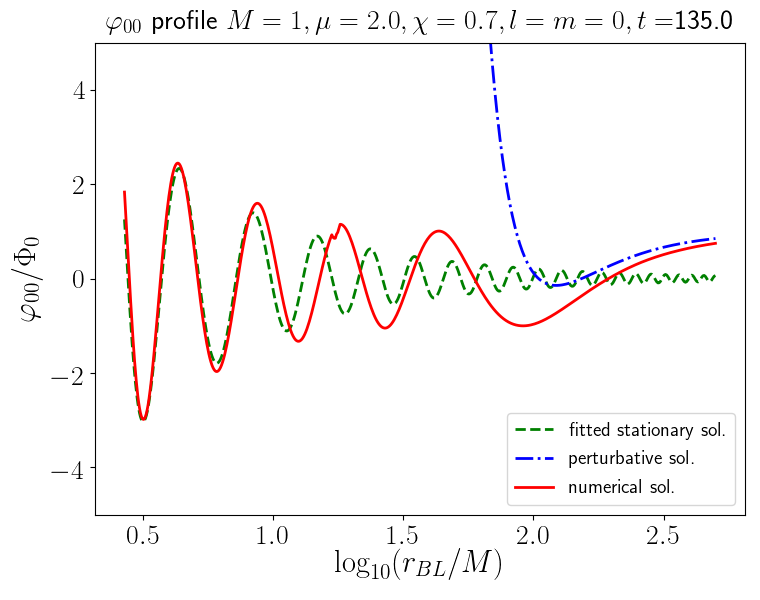 φ₀₀ profile M = 1, μ = 2.0, χ = 0.7, l = m = 0, t =135.0
φ₀₀/Φ₀
4
2
0
−2
−4
fitted stationary sol.
perturbative sol.
numerical sol.
0.5 1.0 1.5 2.0 2.5
log₁₀(r_BL/M)